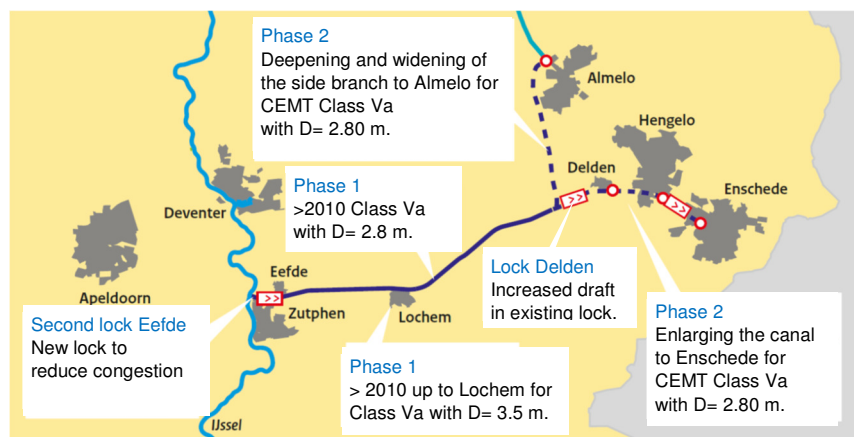 Phase 2
Deepening and widening of
the side branch to Almelo for
CEMT Class Va
with D= 2.80 m.
Almelo
Hengelo
Delden
Enschede
Phase 1
>2010 Class Va
with D= 2.8 m.
Deventer
Apeldoorn
Eefde
Zutphen
Lochem
Lock Delden
Increased draft
in existing lock.
Second lock Eefde
New lock to
reduce congestion
Phase 1
> 2010 up to Lochem for
Class Va with D= 3.5 m.
Phase 2
Enlarging the canal
to Enschede for
CEMT Class Va
with D= 2.80 m.
IJssel
>>
>>
>>